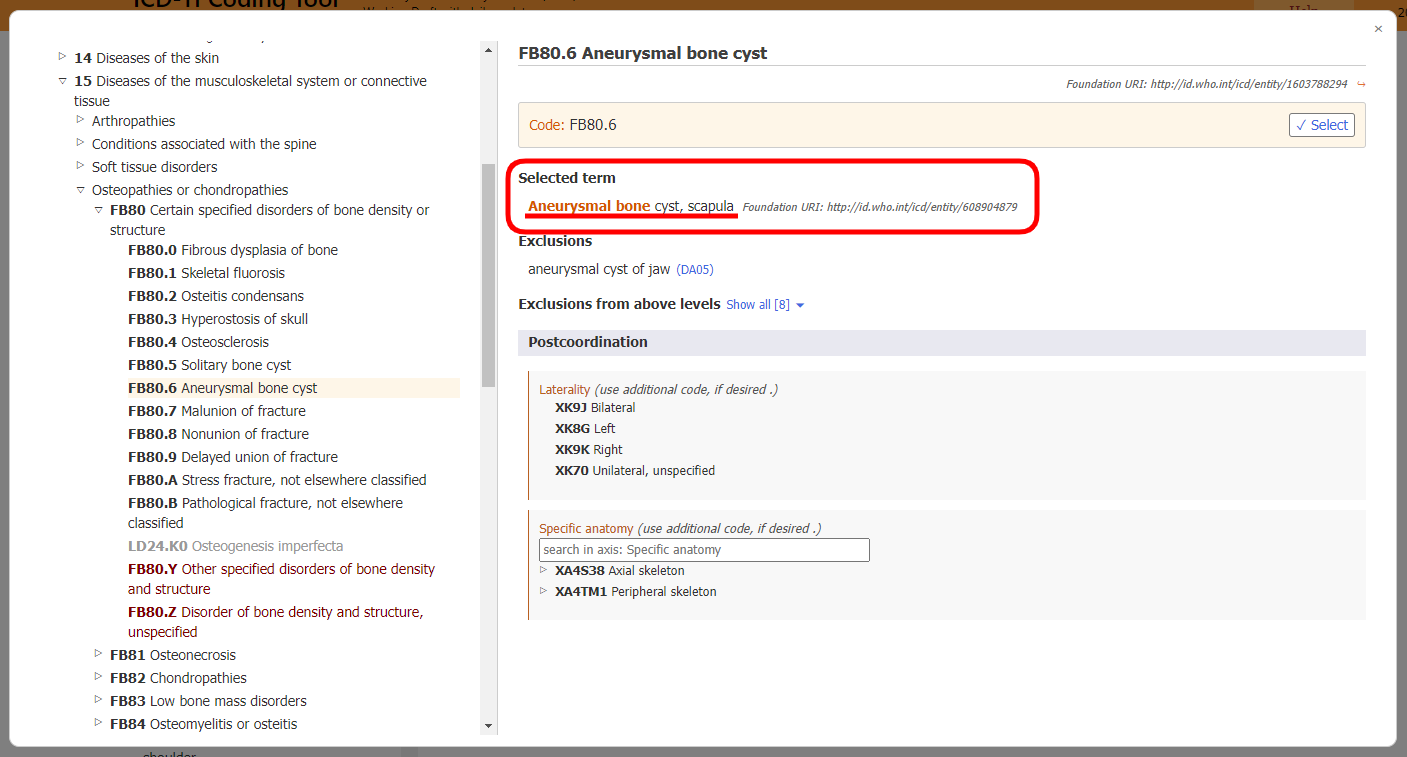 ICD-11 Coding Tool
Help
14 Diseases of the skin
15 Diseases of the musculoskeletal system or connective
tissue
Arthropathies
Conditions associated with the spine
Soft tissue disorders
Osteopathies or chondropathies
FB80 Certain specified disorders of bone density or
structure
FB80.0 Fibrous dysplasia of bone
FB80.1 Skeletal fluorosis
FB80.2 Osteitis condensans
FB80.3 Hyperostosis of skull
FB80.4 Osteosclerosis
FB80.5 Solitary bone cyst
FB80.6 Aneurysmal bone cyst
FB80.7 Malunion of fracture
FB80.8 Nonunion of fracture
FB80.9 Delayed union of fracture
FB80.A Stress fracture, not elsewhere classified
FB80.B Pathological fracture, not elsewhere
classified
LD24.K0 Osteogenesis imperfecta
FB80.Y Other specified disorders of bone density
and structure
FB80.Z Disorder of bone density and structure,
unspecified
FB81 Osteonecrosis
FB82 Chondropathies
FB83 Low bone mass disorders
FB84 Osteomyelitis or osteitis
shoulder
FB80.6 Aneurysmal bone cyst
Foundation URI: http://id.who.int/icd/entity/1603788294
Code: FB80.6
✓ Select
Selected term
Aneurysmal bone cyst, scapula Foundation URI: http://id.who.int/icd/entity/608904879
Exclusions
aneurysmal cyst of jaw (DA05)
Exclusions from above levels Show all [8]
Postcoordination
Laterality (use additional code, if desired .)
XK9J Bilateral
XK8G Left
XK9K Right
XK70 Unilateral, unspecified
Specific anatomy (use additional code, if desired .)
search in axis: Specific anatomy
XA4S38 Axial skeleton
XA4TM1 Peripheral skeleton